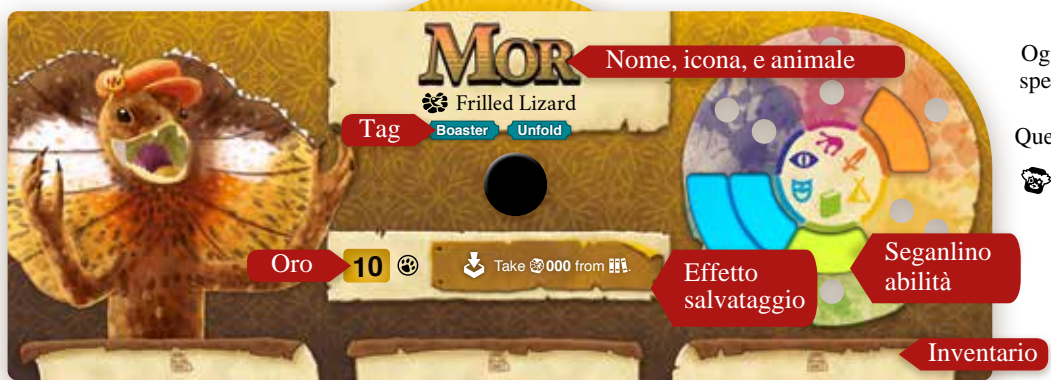 MOR
Nome, icona, e animale
Frilled Lizard
Tag
Boaster
Unfold
Oro
10
Take 000 from
Effetto
salvataggio
Seganlino
abilità
Inventario
Og
spe
Que